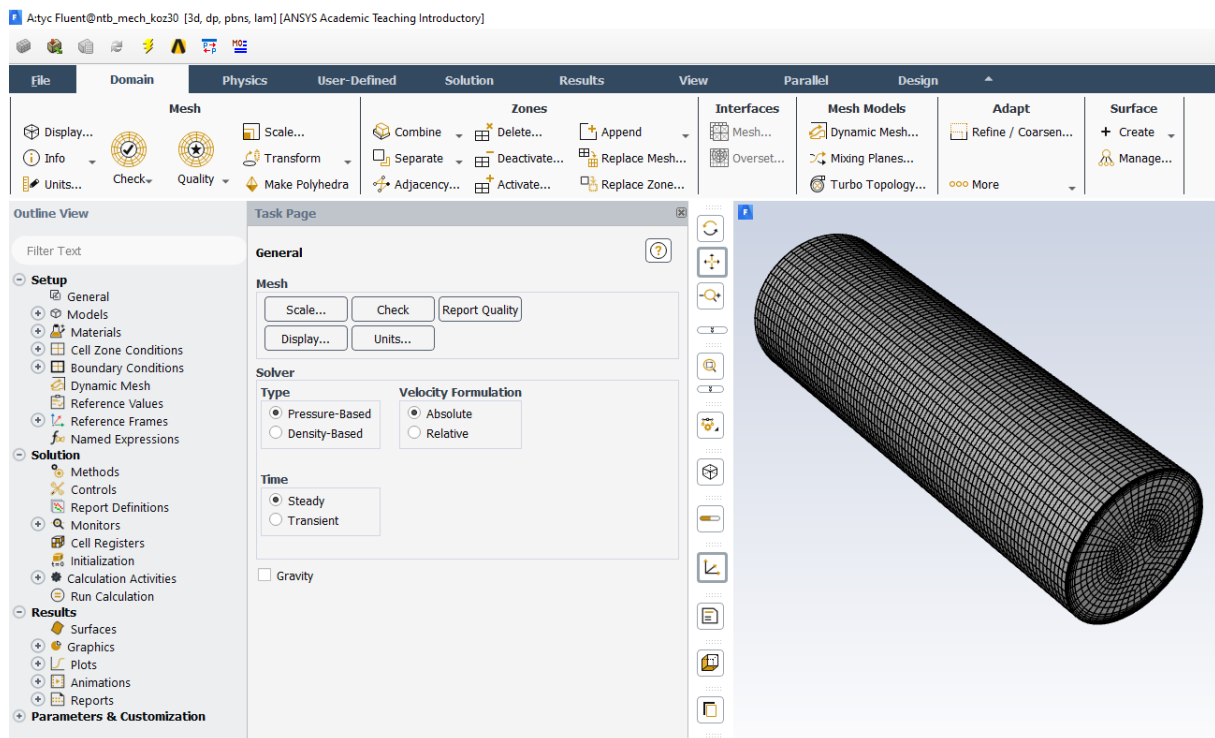 A:tyc Fluent@ntb_mech_koz30 [3d, dp, pbns, lam] [ANSYS Academic Teaching Introductory]
File Domain Physics User-Defined Solution Results View Parallel Design
Mesh
Display...
Info
Units...
Check
Quality
Scale...
Transform
Make Polyhedra
Zones
Combine
Separate
Adjacency...
Delete...
Deactivate...
Activate...
Append
Replace Mesh...
Replace Zone...
Interfaces
Mesh...
Overset...
Mesh Models
Dynamic Mesh...
Mixing Planes...
Turbo Topology...
Adapt
Refine / Coarsen...
More
Surface
Create
Manage...
Outline View
Filter Text
Setup
General
Models
Materials
Cell Zone Conditions
Boundary Conditions
Dynamic Mesh
Reference Values
Reference Frames
Named Expressions
Solution
Methods
Controls
Report Definitions
Monitors
Cell Registers
Initialization
Calculation Activities
Run Calculation
Results
Surfaces
Graphics
Plots
Animations
Reports
Parameters & Customization
Task Page
General
Mesh
Scale... Check Report Quality
Display... Units...
Solver
Type
Pressure-Based
Density-Based
Velocity Formulation
Absolute
Relative
Time
Steady
Transient
Gravity